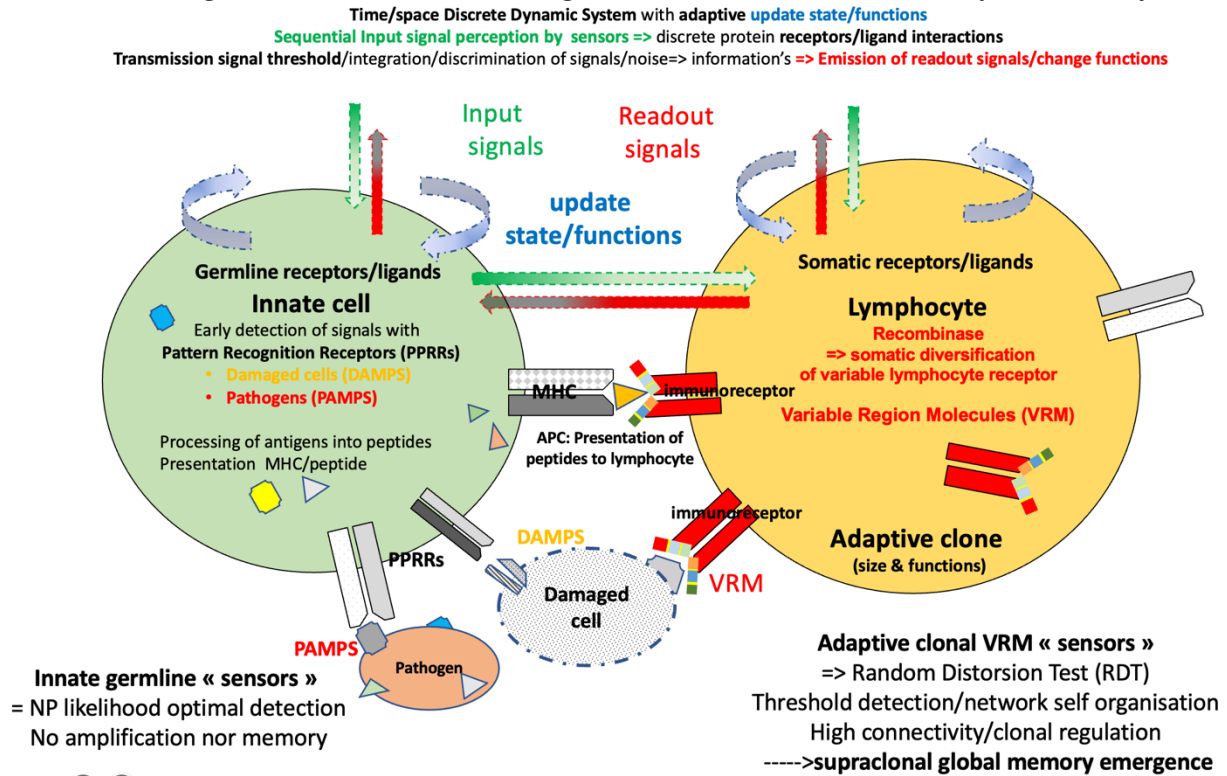 Time/space Discrete Dynamic System with adaptive update state/functions
Sequential Input signal perception by sensors => discrete protein receptors/ligand interactions
Transmission signal threshold/integration/discrimination of signals/noise=> information's => Emission of readout signals/change functions
Input
signals
Readout
signals
update
state/functions
Germline receptors/ligands
Innate cell
Early detection of signals with
Pattern Recognition Receptors (PPRRs)
• Damaged cells (DAMPS)
• Pathogens (PAMPS)
Processing of antigens into peptides
Presentation MHC/peptide
Somatic receptors/ligands
Lymphocyte
Recombinase
=> somatic diversification
of variable lymphocyte receptor
Variable Region Molecules (VRM)
MHC
immunoreceptor
APC: Presentation of
peptides to lymphocyte
immunoreceptor
Adaptive clone
(size & functions)
PPRRs
DAMPS
VRM
Damaged
cell
PAMPS
Pathogen
Innate germline « sensors »
= NP likelihood optimal detection
No amplification nor memory
Adaptive clonal VRM « sensors »
=> Random Distorsion Test (RDT)
Threshold detection/network self organisation
High connectivity/clonal regulation
----->supraclonal global memory emergence